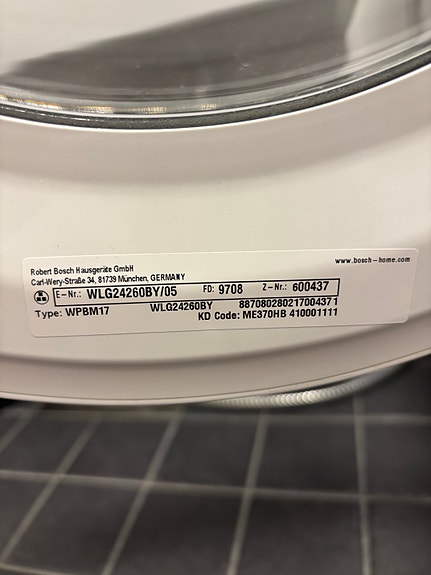 www.bosch-home.com
Robert Bosch Hausgeräte GmbH
Carl-Wery-Straße 34, 81739 München, GERMANY
E-Nr.: WLG24260BY/05 FD: 9708 Z-Nr.: 600437
WLG24260BY 887080280217004371
Type: WPBM17 KD Code: ME370HB 410001111